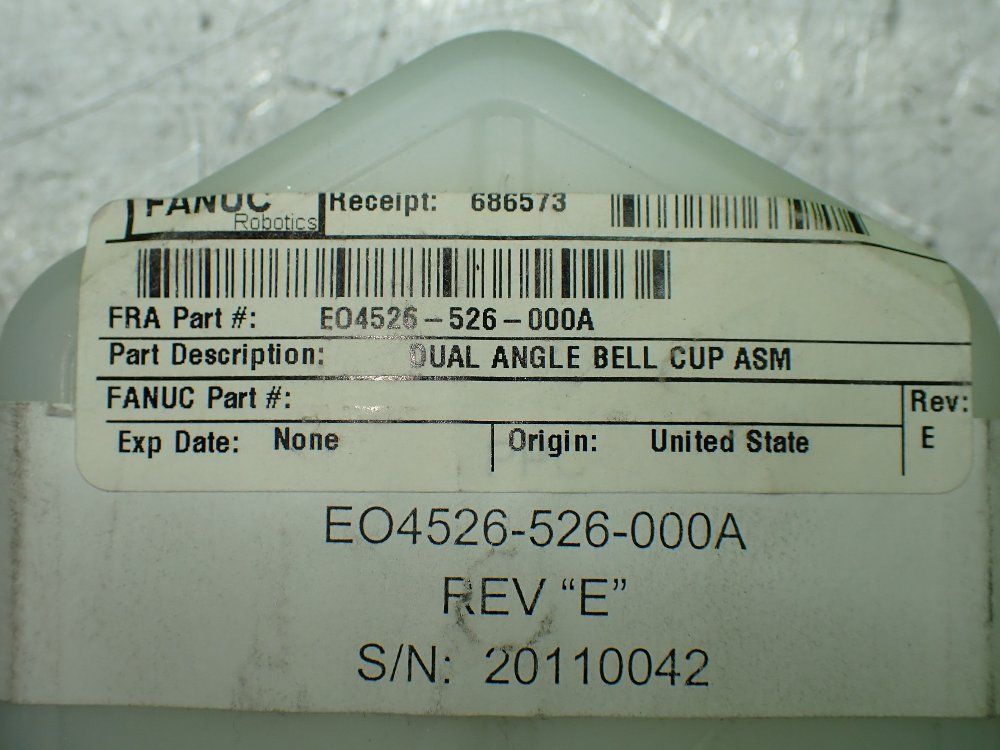 FANUC Robotics Receipt: 686573
FRA Part #: EO4526-526-000A
Part Description: DUAL ANGLE BELL CUP ASM
FANUC Part #:
Rev:
Exp Date: None Origin: United State E
EO4526-526-000A
REV “E”
S/N: 20110042